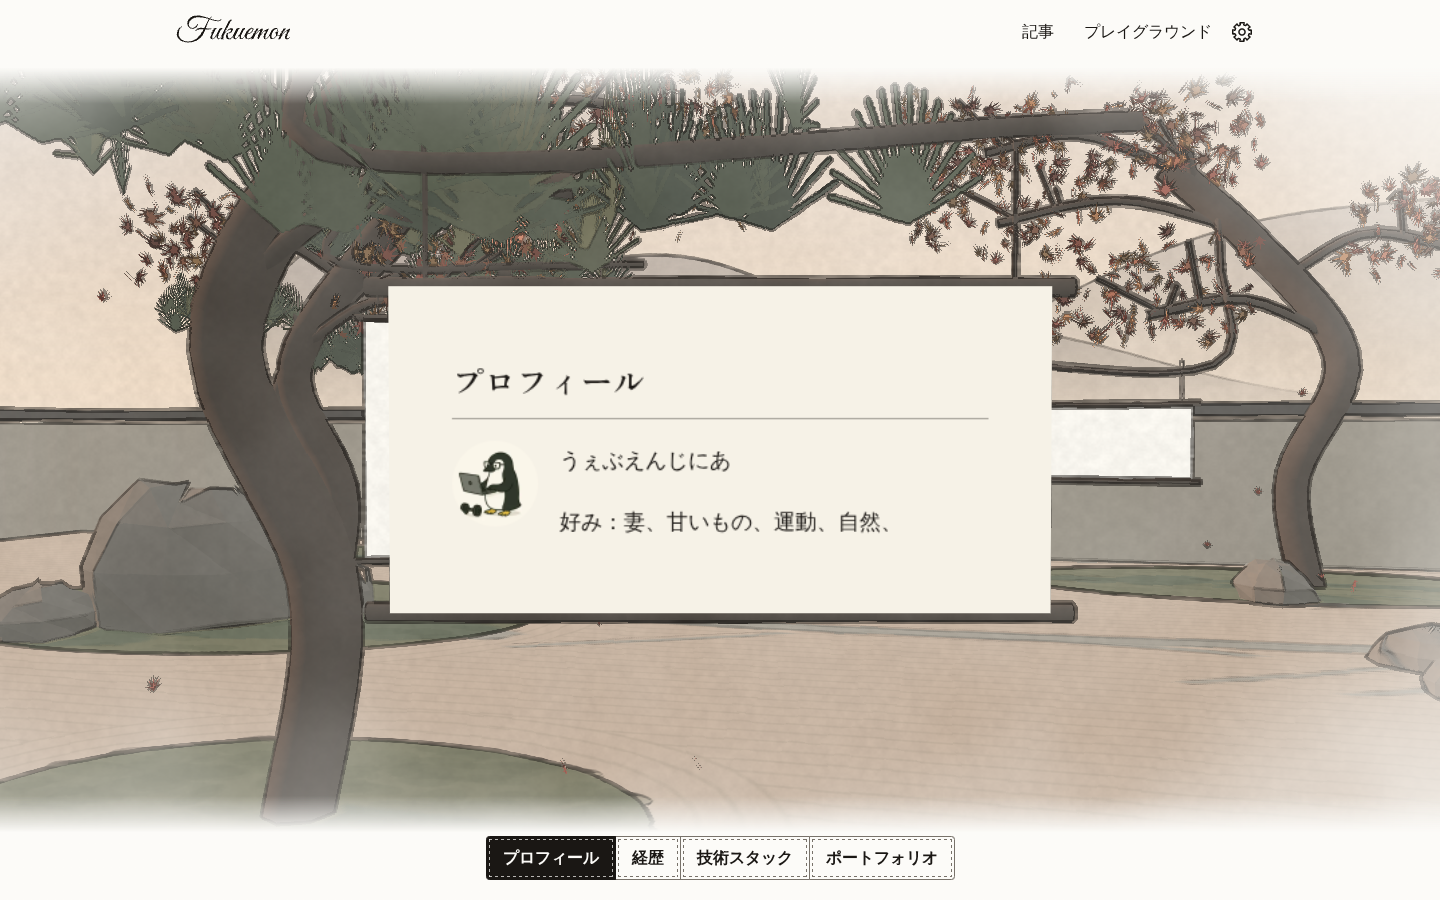 Fukuemon
記事
プレイグラウンド
プロフィール
うぇぶえんじにあ
好み：妻、甘いもの、運動、自然、
プロフィール
経歴
技術スタック
ポートフォリオ